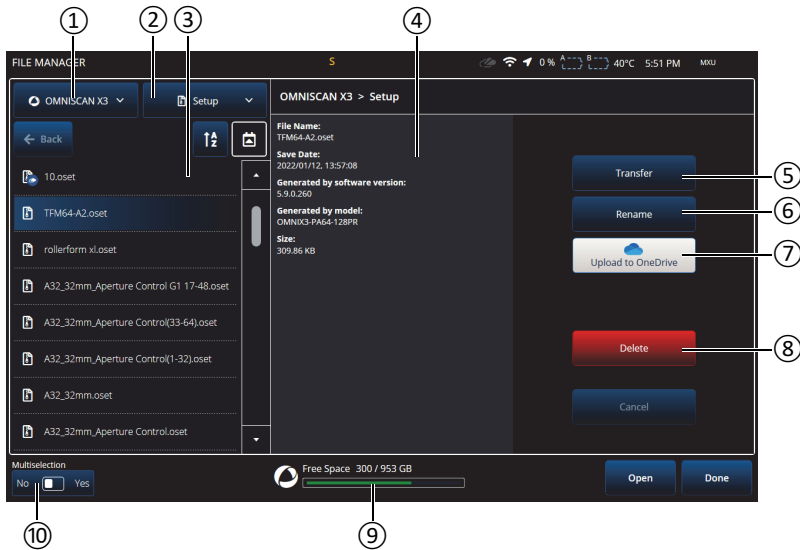 ① ② ③ ④
FILE MANAGER S 0 % A B 40°C 5:51 PM MXU
OMNISCAN X3 Setup OMNISCAN X3 > Setup
Back
File Name:
TFM64-A2.oset
Save Date:
2022/01/12, 13:57:08
Generated by software version:
5.9.0.260
Generated by model:
OMNIX3-PA64-128PR
Size:
309.86 KB
10.oset
TFM64-A2.oset
rollerform xl.oset
A32_32mm_Aperture Control G1 17-48.oset
A32_32mm_Aperture Control(33-64).oset
A32_32mm_Aperture Control(1-32).oset
A32_32mm.oset
A32_32mm_Aperture Control.oset
Transfer ⑤
Rename ⑥
Upload to OneDrive ⑦
Delete ⑧
Cancel
Multiselection
No Yes
Free Space 300 / 953 GB
Open Done
⑩ ⑨